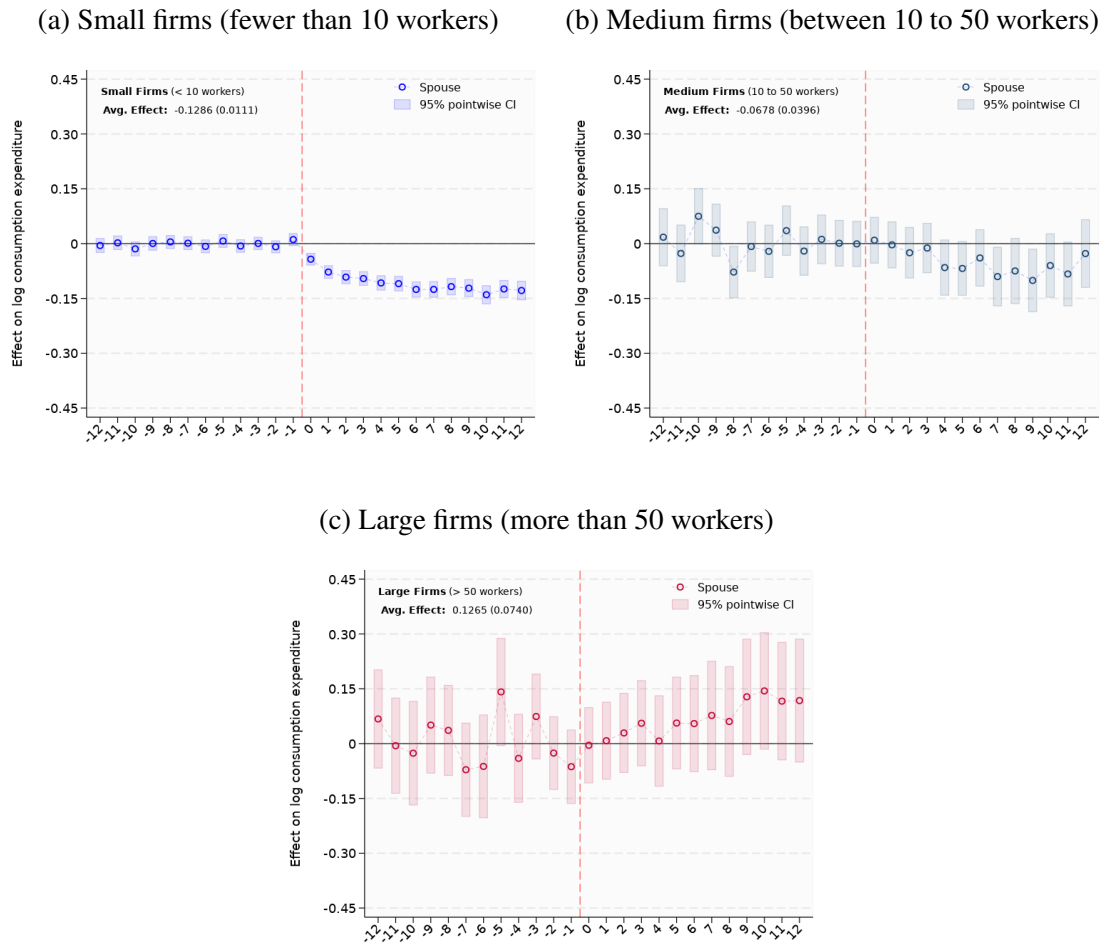 (a) Small firms (fewer than 10 workers)
0.45
0.30
0.15
0
-0.15
-0.30
-0.45
Effect on log consumption expenditure
Small Firms (< 10 workers)
Avg. Effect: -0.1286 (0.0111)
Spouse
95% pointwise CI
-12 -11 -10 -9 -8 -7 -6 -5 -4 -3 -2 -1 0 1 2 3 4 5 6 7 8 9 10 11 12
(b) Medium firms (between 10 to 50 workers)
0.45
0.30
0.15
0
-0.15
-0.30
-0.45
Effect on log consumption expenditure
Medium Firms (10 to 50 workers)
Avg. Effect: -0.0678 (0.0396)
Spouse
95% pointwise CI
-12 -11 -10 -9 -8 -7 -6 -5 -4 -3 -2 -1 0 1 2 3 4 5 6 7 8 9 10 11 12
(c) Large firms (more than 50 workers)
0.45
0.30
0.15
0
-0.15
-0.30
-0.45
Effect on log consumption expenditure
Large Firms (> 50 workers)
Avg. Effect: 0.1265 (0.0740)
Spouse
95% pointwise CI
-12 -11 -10 -9 -8 -7 -6 -5 -4 -3 -2 -1 0 1 2 3 4 5 6 7 8 9 10 11 12